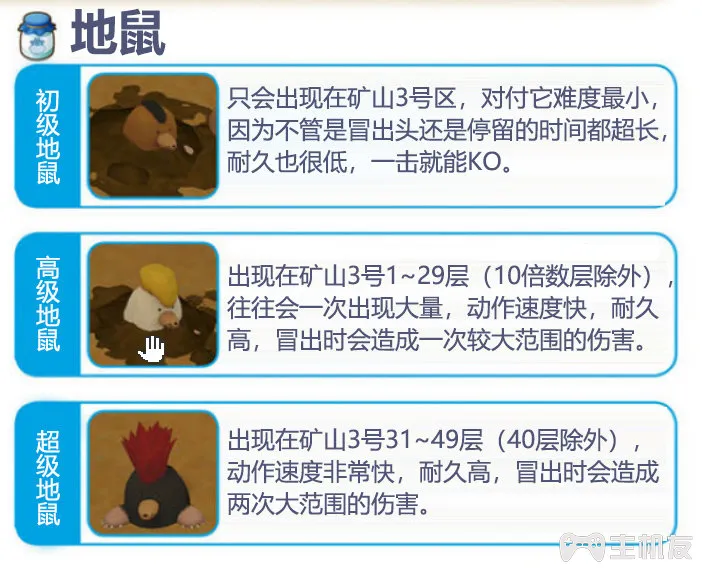 地鼠
初级地鼠
只会出现在矿山3号区，对付它难度最小，
因为不管是冒出头还是停留的时间都超长，
耐久也很低，一击就能KO。
高级地鼠
出现在矿山3号1~29层（10倍数层除外），
往往会一次出现大量，动作速度快，耐久
高，冒出时会造成一次较大范围的伤害。
超级地鼠
出现在矿山3号31~49层（40层除外），
动作速度非常快，耐久高，冒出时会造成
两次大范围的伤害。
主机友